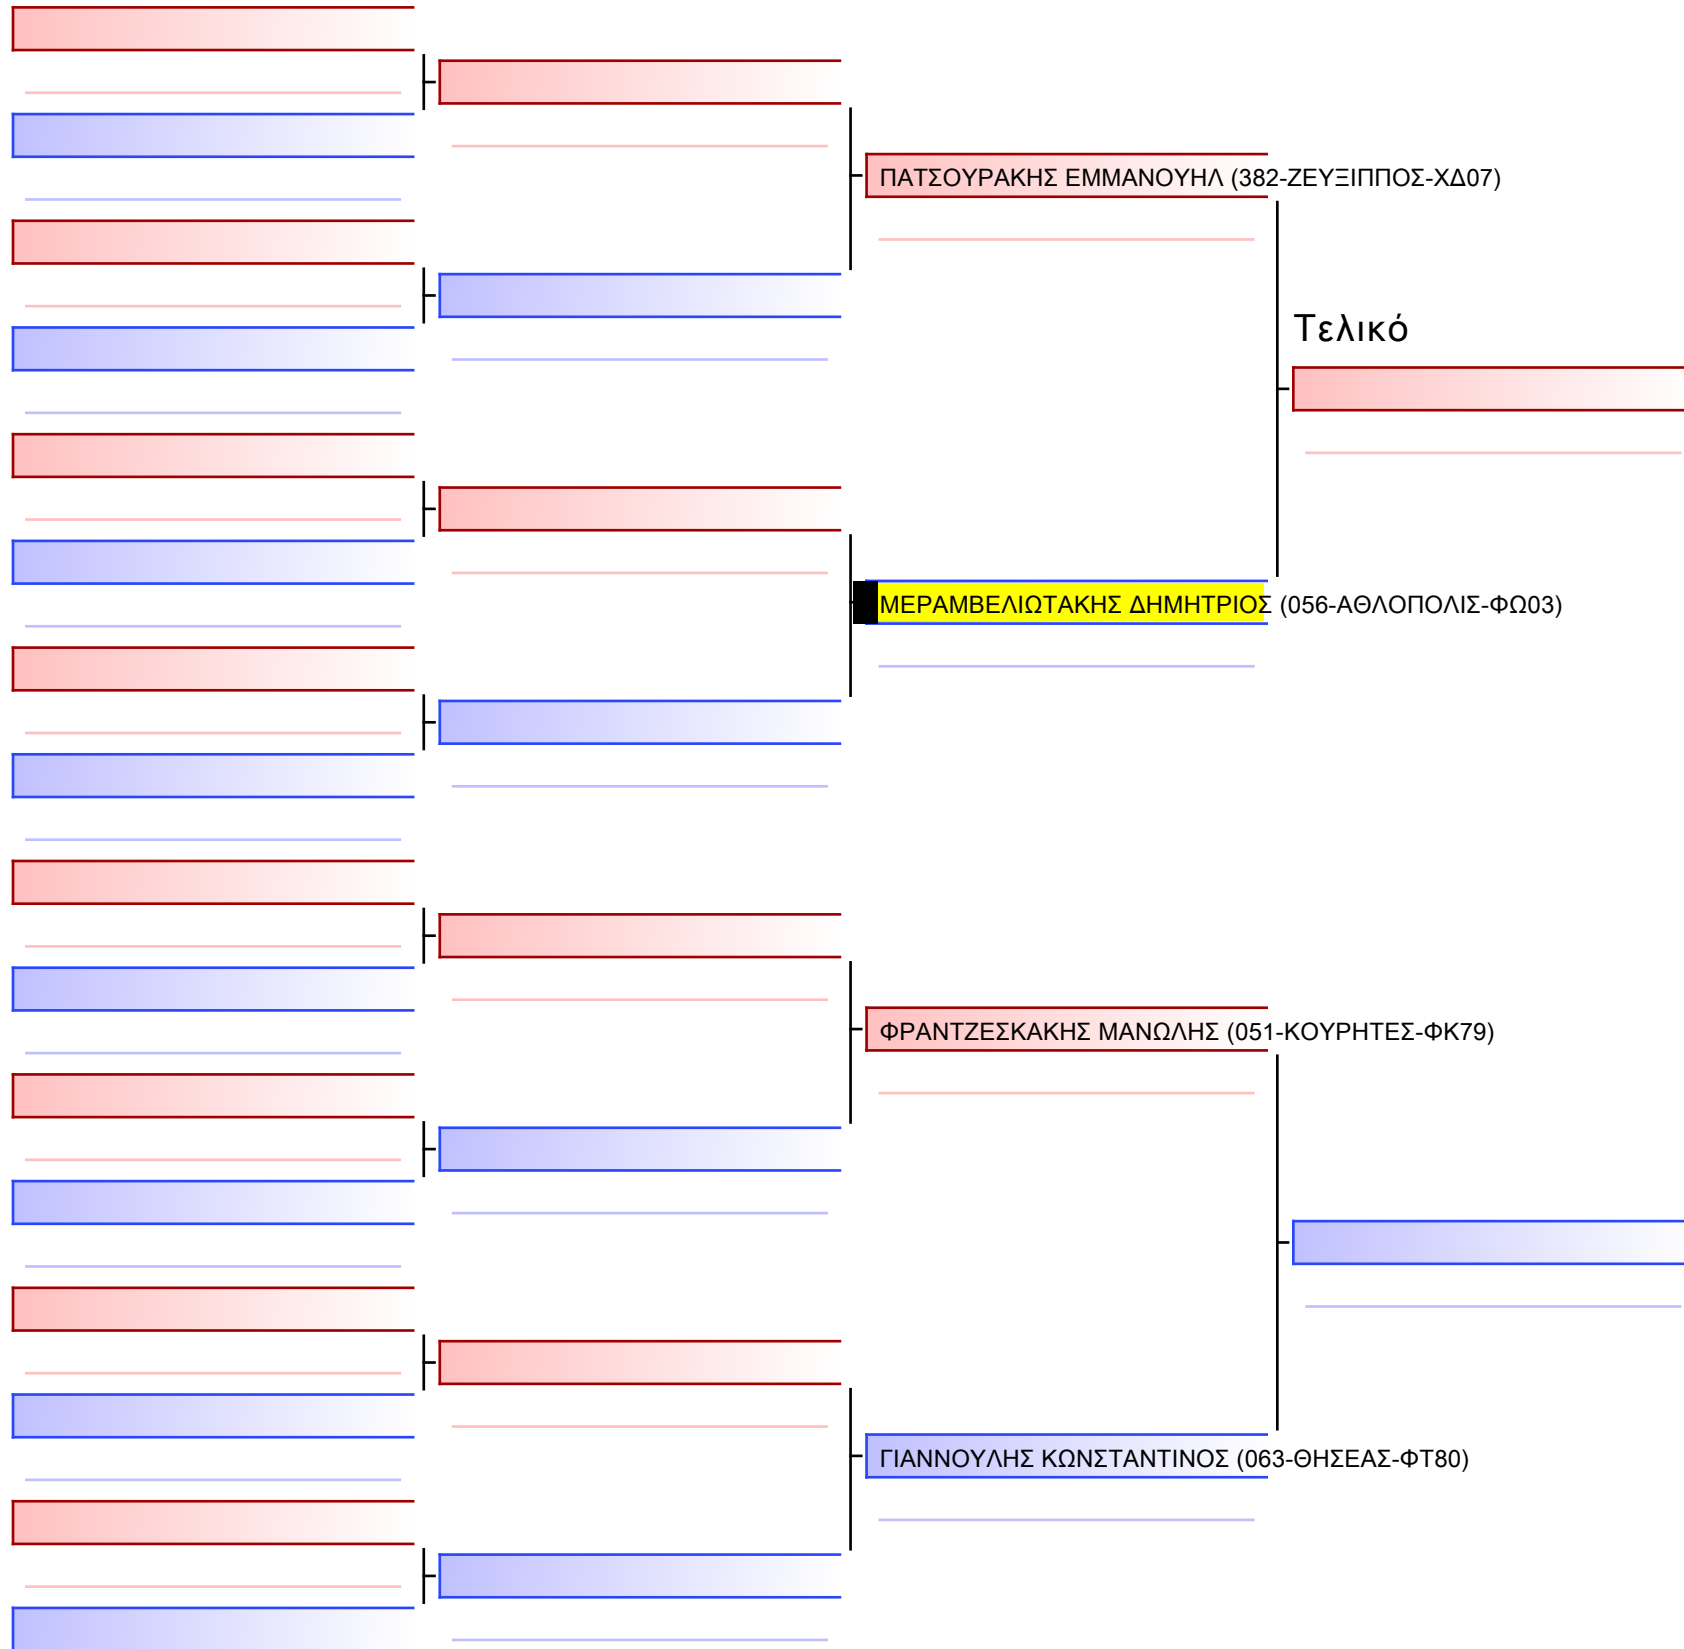 ΠΑΤΣΟΥΡΑΚΗΣ ΕΜΜΑΝΟΥΗΛ (382-ΖΕΥΞΙΠΠΟΣ-ΧΔ07)
Τελικό
ΜΕΡΑΜΒΕΛΙΩΤΑΚΗΣ ΔΗΜΗΤΡΙΟΣ (056-ΑΘΛΟΠΟΛΙΣ-ΦΩ03)
ΦΡΑΝΤΖΕΣΚΑΚΗΣ ΜΑΝΩΛΗΣ (051-ΚΟΥΡΗΤΕΣ-ΦΚ79)
ΓΙΑΝΝΟΥΛΗΣ ΚΩΝΣΤΑΝΤΙΝΟΣ (063-ΘΗΣΕΑΣ-ΦΤ80)